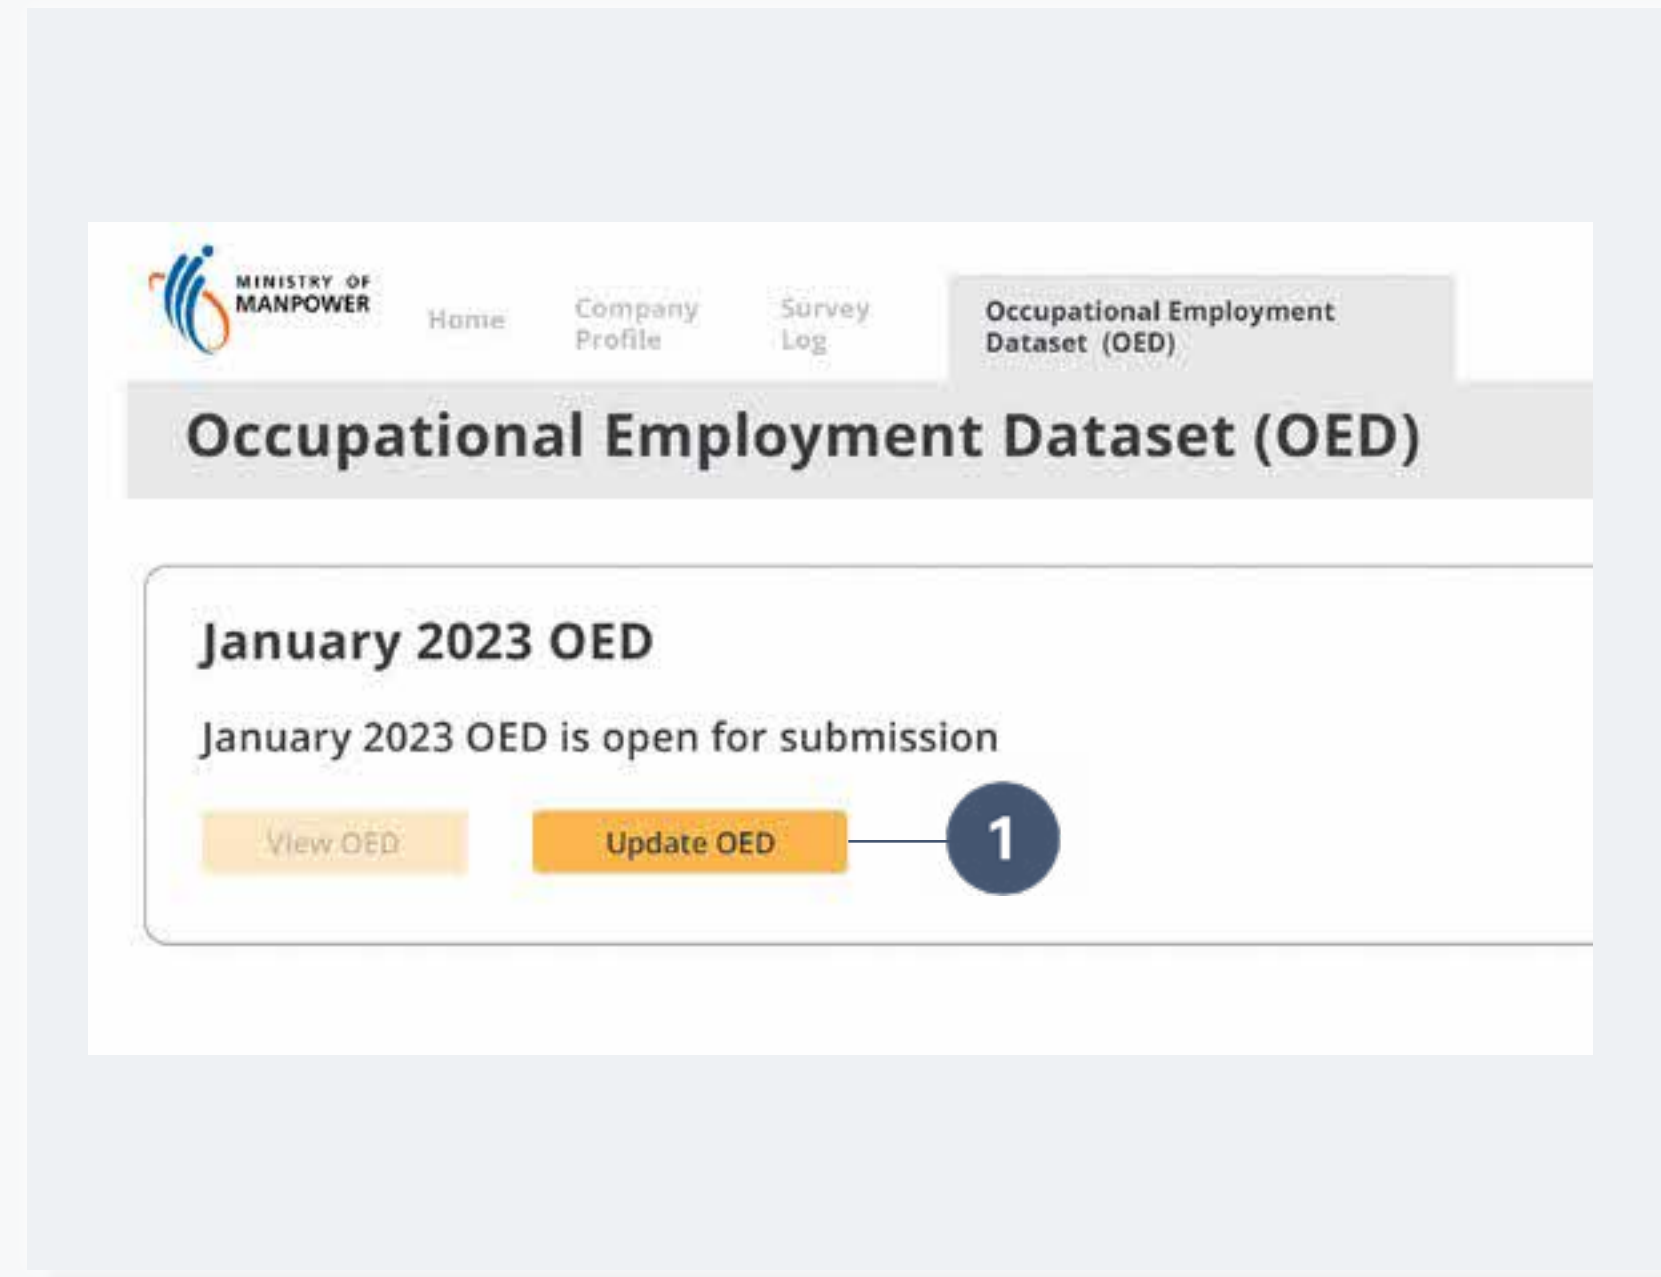 MINISTRY OF
MANPOWER
Home
Company
Profile
Survey
Log
Occupational Employment
Dataset (OED)
Occupational Employment Dataset (OED)
January 2023 OED
January 2023 OED is open for submission
View OED
Update OED
1